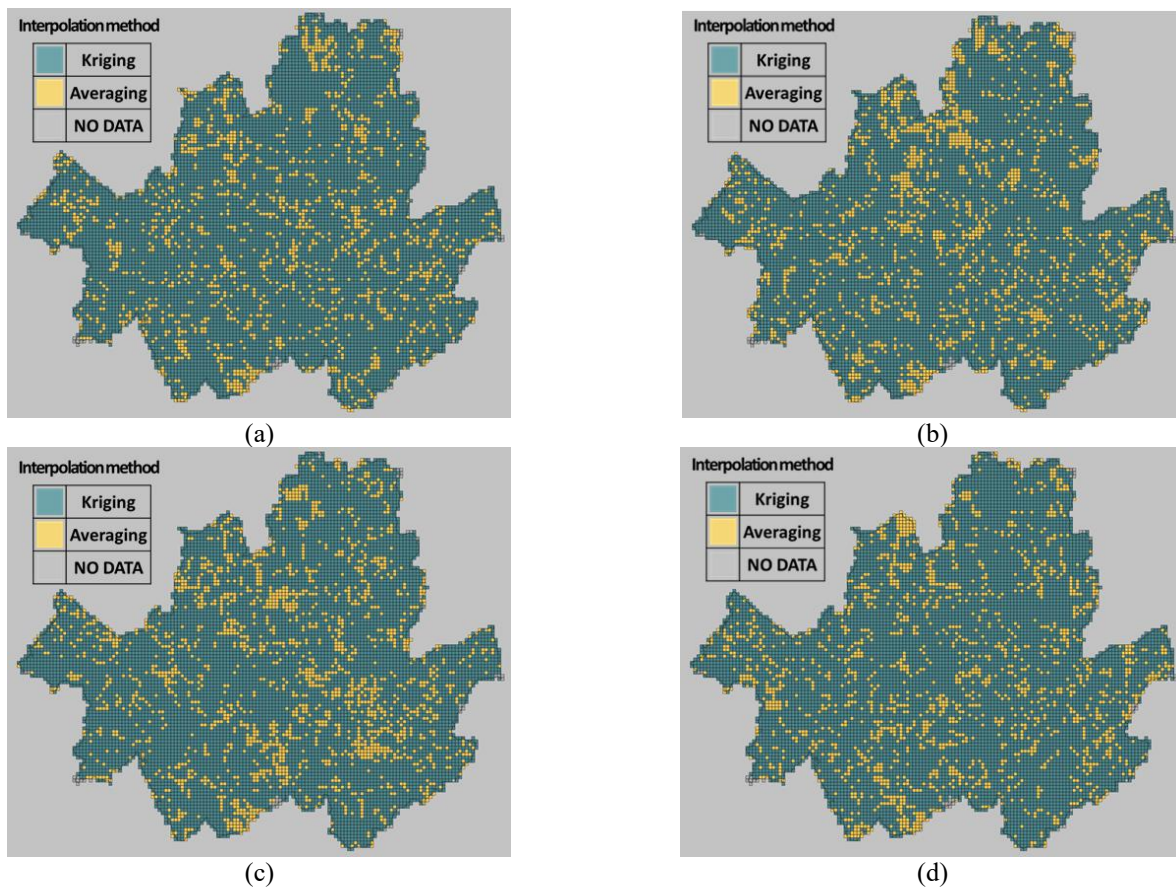 Interpolation method
Kriging
Averaging
NO DATA
(a)
Interpolation method
Kriging
Averaging
NO DATA
(b)
Interpolation method
Kriging
Averaging
NO DATA
(c)
Interpolation method
Kriging
Averaging
NO DATA
(d)